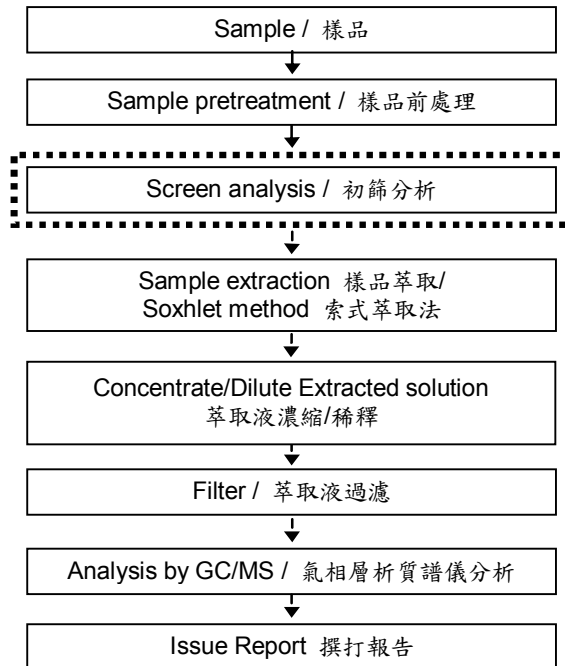 Sample / 樣品
Sample pretreatment / 樣品前處理
Screen analysis / 初篩分析
Sample extraction 樣品萃取/
Soxhlet method 索式萃取法
Concentrate/Dilute Extracted solution
萃取液濃縮/稀釋
Filter / 萃取液過濾
Analysis by GC/MS / 氣相層析質譜儀分析
Issue Report 撰打報告